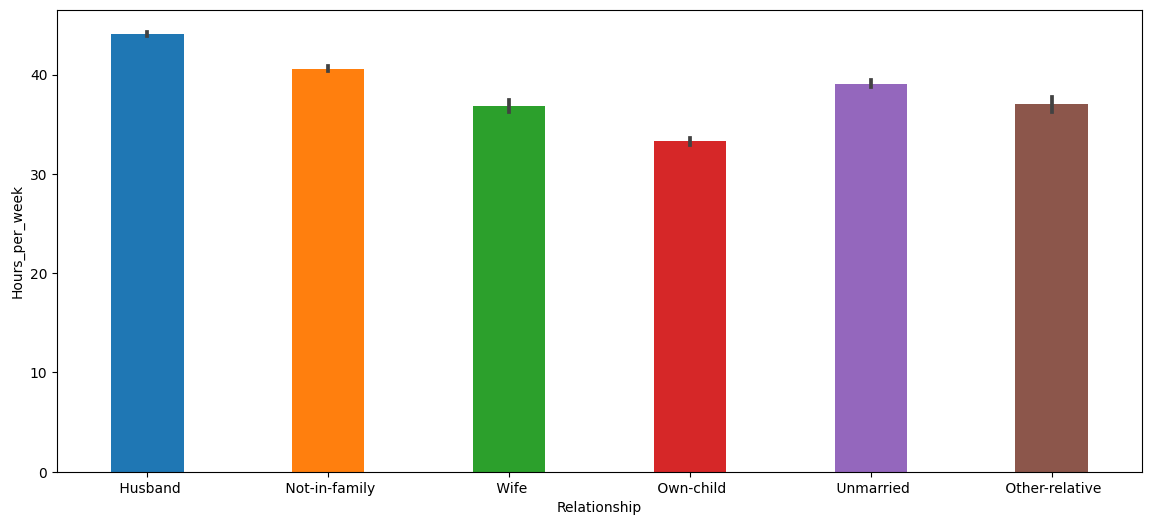 Hours_per_week
40
30
20
10
0
Husband
Not-in-family
Wife
Own-child
Unmarried
Other-relative
Relationship